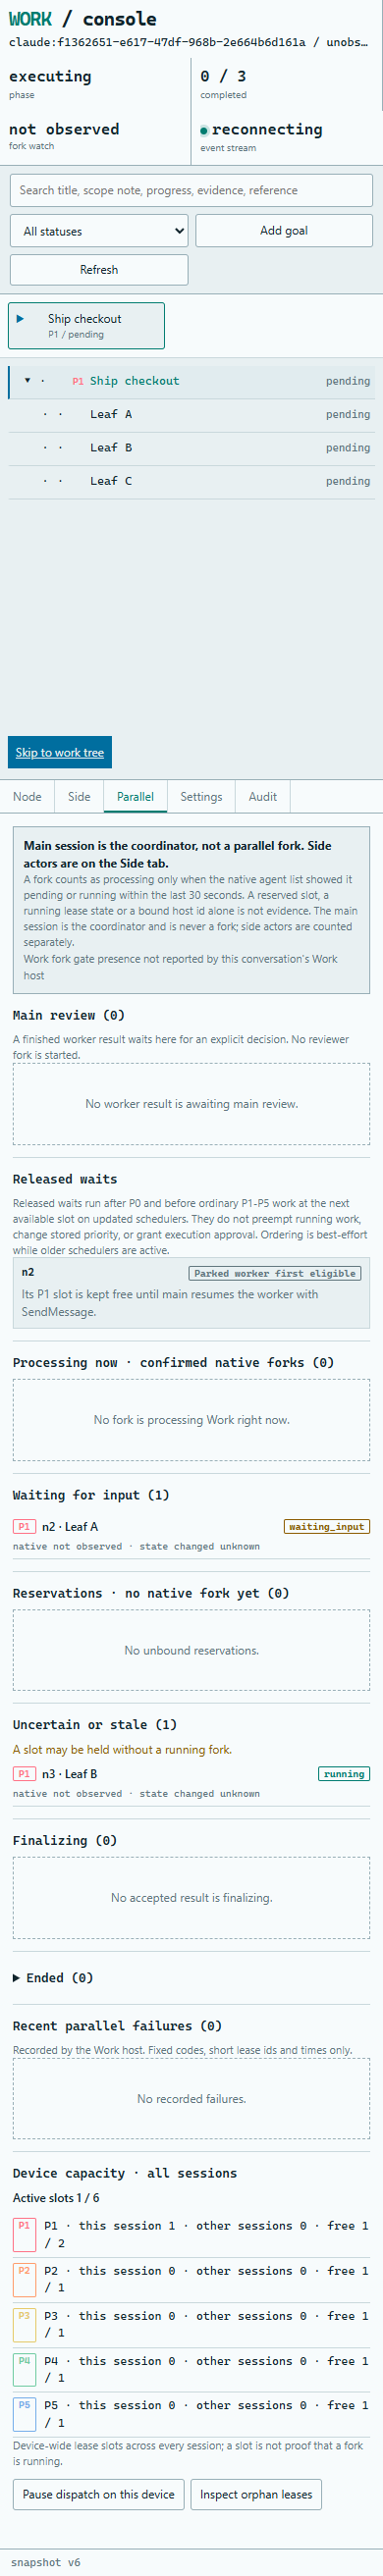 WORK / console
claude:f1362651-e617-47df-968b-2e664b6d161a / unobs…
executing
phase
0 / 3
completed
not observed
fork watch
reconnecting
event stream
Search title, scope note, progress, evidence, reference
All statuses
Add goal
Refresh
Ship checkout
P1 / pending
P1 Ship checkout pending
Leaf A pending
Leaf B pending
Leaf C pending
Skip to work tree
Node Side Parallel Settings Audit
Main session is the coordinator, not a parallel fork. Side
actors are on the Side tab.
A fork counts as processing only when the native agent list showed it
pending or running within the last 30 seconds. A reserved slot, a
running lease state or a bound host id alone is not evidence. The main
session is the coordinator and is never a fork; side actors are counted
separately.
Work fork gate presence not reported by this conversation's Work
host
Main review (0)
A finished worker result waits here for an explicit decision. No reviewer
fork is started.
No worker result is awaiting main review.
Released waits
Released waits run after P0 and before ordinary P1-P5 work at the next
available slot on updated schedulers. They do not preempt running work,
change stored priority, or grant execution approval. Ordering is best-effort
while older schedulers are active.
n2 Parked worker first eligible
Its P1 slot is kept free until main resumes the worker with
SendMessage.
Processing now · confirmed native forks (0)
No fork is processing Work right now.
Waiting for input (1)
P1 n2 · Leaf A waiting_input
native not observed · state changed unknown
Reservations · no native fork yet (0)
No unbound reservations.
Uncertain or stale (1)
A slot may be held without a running fork.
P1 n3 · Leaf B running
native not observed · state changed unknown
Finalizing (0)
No accepted result is finalizing.
Ended (0)
Recent parallel failures (0)
Recorded by the Work host. Fixed codes, short lease ids and times only.
No recorded failures.
Device capacity · all sessions
Active slots 1 / 6
P1 P1 · this session 1 · other sessions 0 · free 1
/ 2
P2 P2 · this session 0 · other sessions 0 · free 1
/ 1
P3 P3 · this session 0 · other sessions 0 · free 1
/ 1
P4 P4 · this session 0 · other sessions 0 · free 1
/ 1
P5 P5 · this session 0 · other sessions 0 · free 1
/ 1
Device-wide lease slots across every session; a slot is not proof that a fork
is running.
Pause dispatch on this device
Inspect orphan leases
snapshot v6